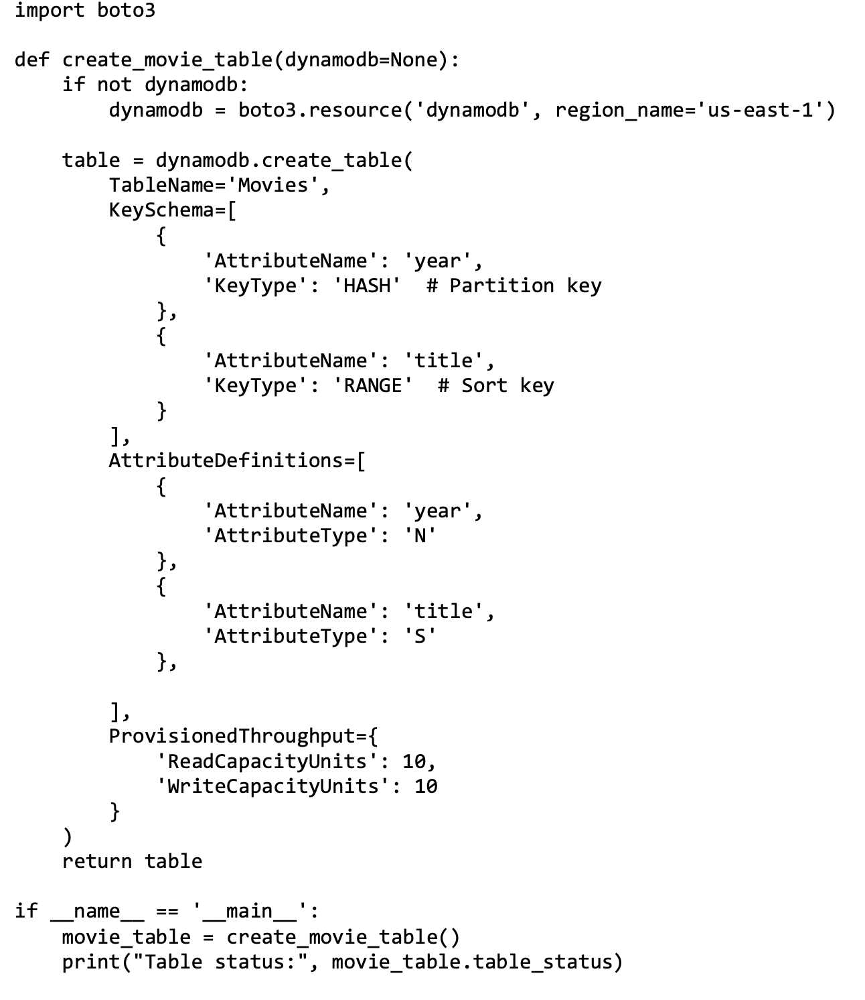 import boto3

def create_movie_table(dynamodb=None):
    if not dynamodb:
        dynamodb = boto3.resource('dynamodb', region_name='us-east-1')

    table = dynamodb.create_table(
        TableName='Movies',
        KeySchema=[
            {
                'AttributeName': 'year',
                'KeyType': 'HASH'  # Partition key
            },
            {
                'AttributeName': 'title',
                'KeyType': 'RANGE'  # Sort key
            }
        ],
        AttributeDefinitions=[
            {
                'AttributeName': 'year',
                'AttributeType': 'N'
            },
            {
                'AttributeName': 'title',
                'AttributeType': 'S'
            },

        ],
        ProvisionedThroughput={
            'ReadCapacityUnits': 10,
            'WriteCapacityUnits': 10
        }
    )
    return table

if __name__ == '__main__':
    movie_table = create_movie_table()
    print("Table status:", movie_table.table_status)